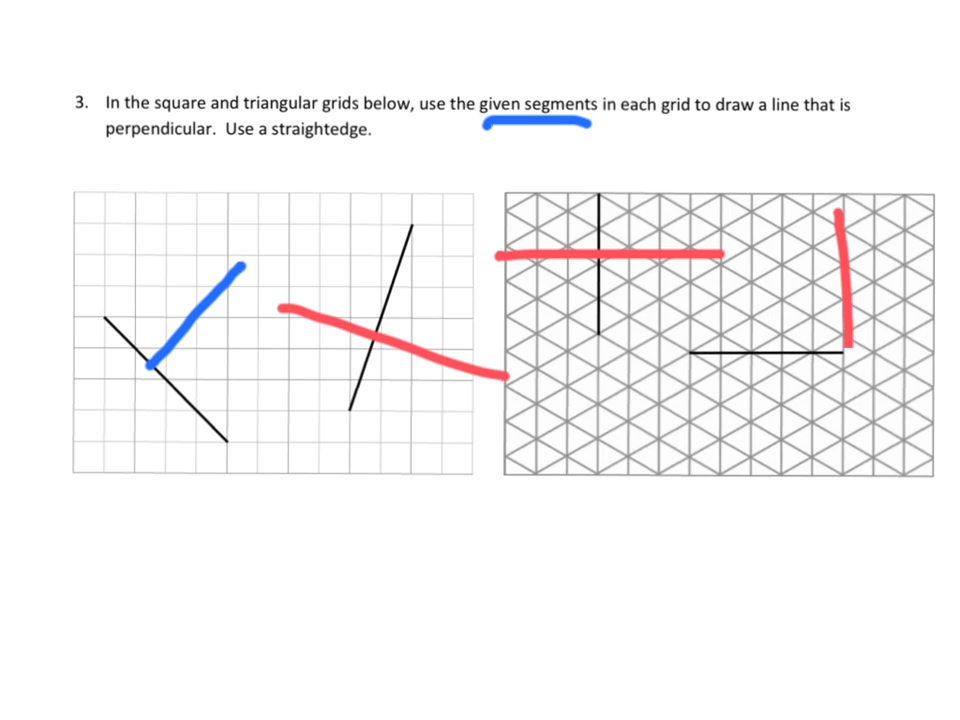 3. In the square and triangular grids below, use the given segments in each grid to draw a line that is
perpendicular. Use a straightedge.